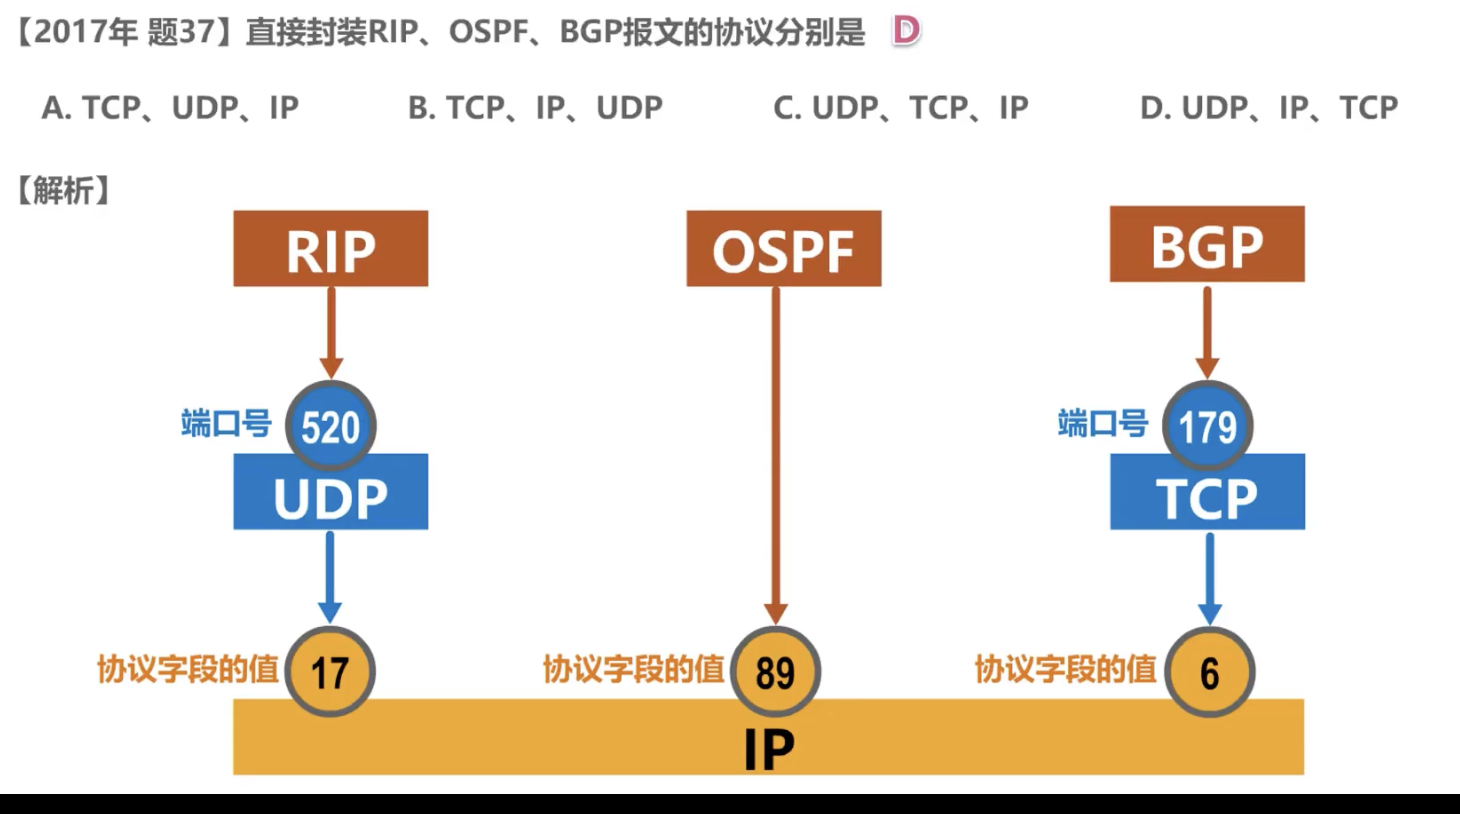 【2017年 题37】直接封装RIP、OSPF、BGP报文的协议分别是 D
A. TCP、UDP、IP B. TCP、IP、UDP C. UDP、TCP、IP D. UDP、IP、TCP
【解析】
RIP OSPF BGP
端口号 520 端口号 179
UDP TCP
协议字段的值 17 协议字段的值 89 协议字段的值 6
IP